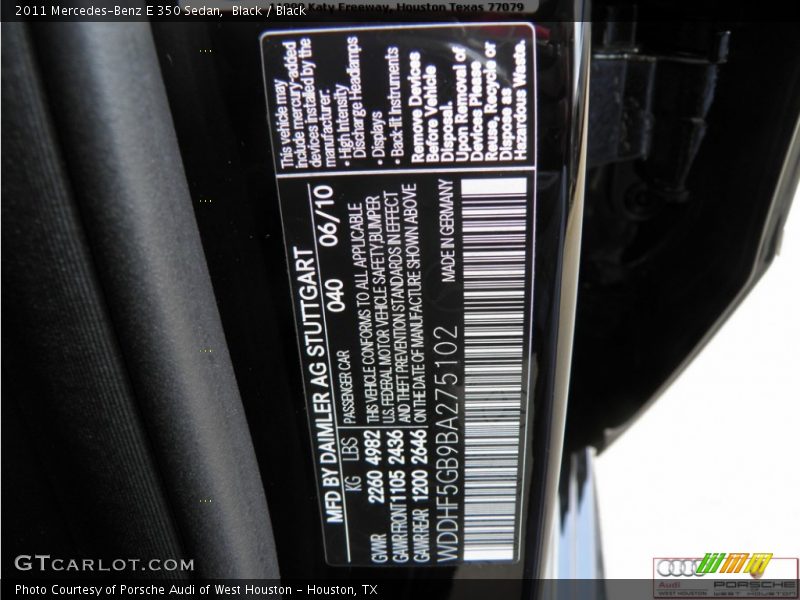 2011 Mercedes-Benz E 350 Sedan, Black / Black
Katy Freeway, Houston Texas 77079
This vehicle may
include mercury-added
devices installed by the
manufacturer:
• High Intensity
Discharge Headlamps
• Displays
• Back-lit Instruments
Remove Devices
Before Vehicle
Disposal.
Upon Removal of
Devices Please
Reuse, Recycle or
Dispose as
Hazardous Waste.
MFD BY DAIMLER AG STUTTGART
KG LBS PASSENGER CAR 040 06/10
GVWR 2260 4982 THIS VEHICLE CONFORMS TO ALL APPLICABLE
U.S. FEDERAL MOTOR VEHICLE SAFETY, BUMPER
GAWR FRONT 1105 2436 AND THEFT PREVENTION STANDARDS IN EFFECT
GAWR REAR 1200 2646 ON THE DATE OF MANUFACTURE SHOWN ABOVE
WDDHF5GB9BA275102 MADE IN GERMANY
GTCARLOT.COM
Audi
WEST HOUSTON
PORSCHE
OF WEST HOUSTON
Photo Courtesy of Porsche Audi of West Houston - Houston, TX